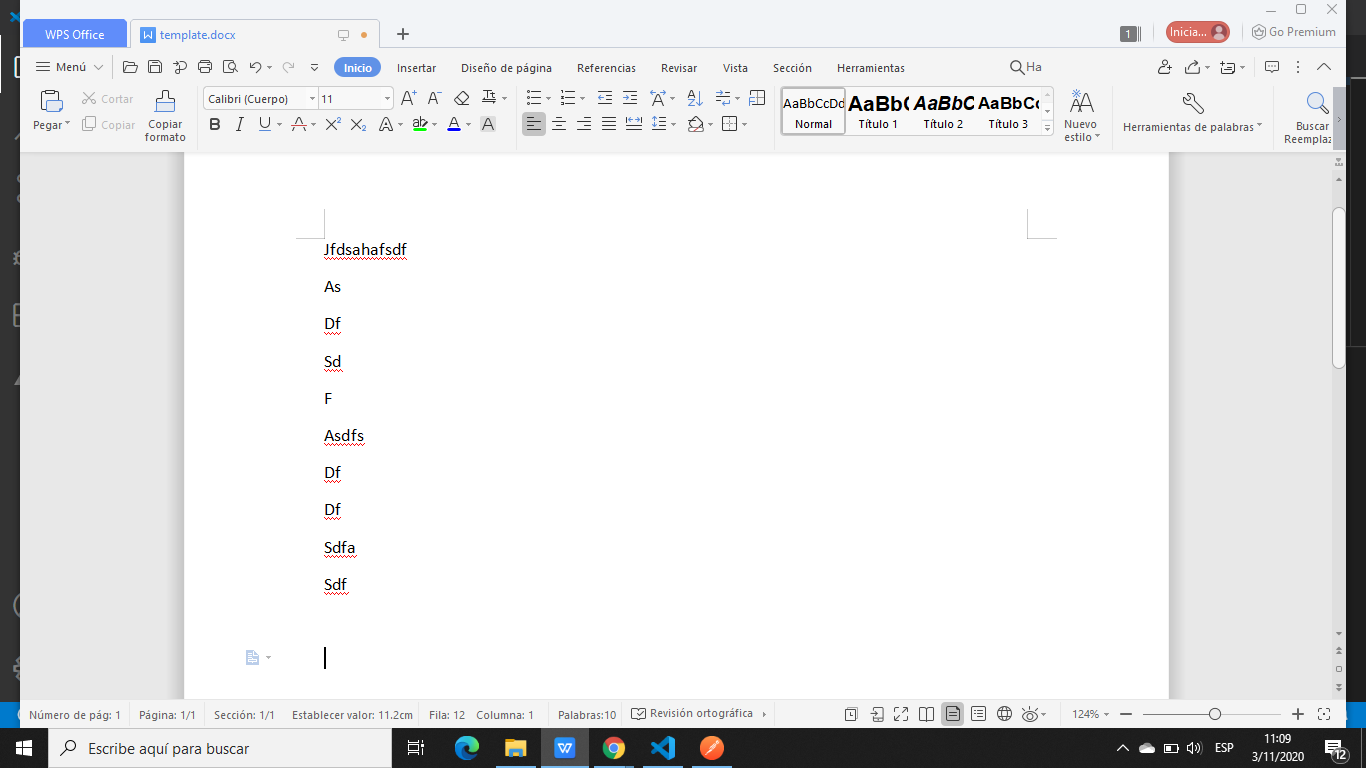 WPS Office
template.docx
1
Inicia...
Go Premium
Menú
Inicio
Insertar
Diseño de página
Referencias
Revisar
Vista
Sección
Herramientas
Ha
Pegar
Cortar
Copiar
Copiar formato
Calibri (Cuerpo)
11
AaBbCcDd
Normal
AaBb(
Título 1
AaBbC
Título 2
AaBbCc
Título 3
Nuevo estilo
Herramientas de palabras
Buscar
Reemplaz
Jfdsahafsdf
As
Df
Sd
F
Asdfs
Df
Df
Sdfa
Sdf
Número de pág: 1
Página: 1/1
Sección: 1/1
Establecer valor: 11.2cm
Fila: 12
Columna: 1
Palabras:10
Revisión ortográfica
124%
Escribe aquí para buscar
ESP
11:09
3/11/2020
12